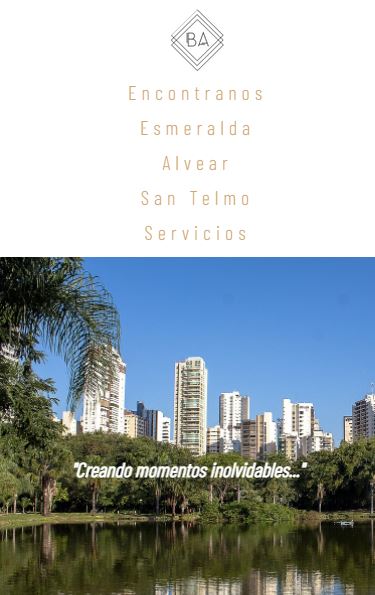 BA
Encontranos
Esmeralda
Alvear
San Telmo
Servicios
"Creando momentos inolvidables..."